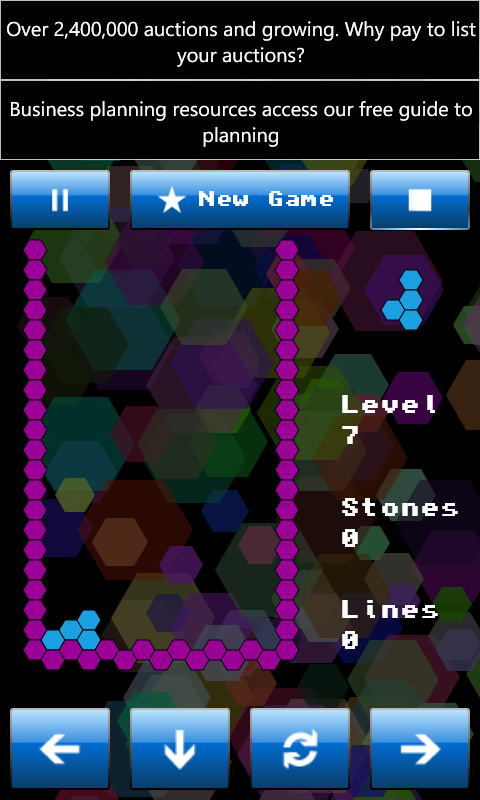 Over 2,400,000 auctions and growing. Why pay to list
your auctions?
Business planning resources access our free guide to
planning
New Game
Level
7
Stones
0
Lines
0